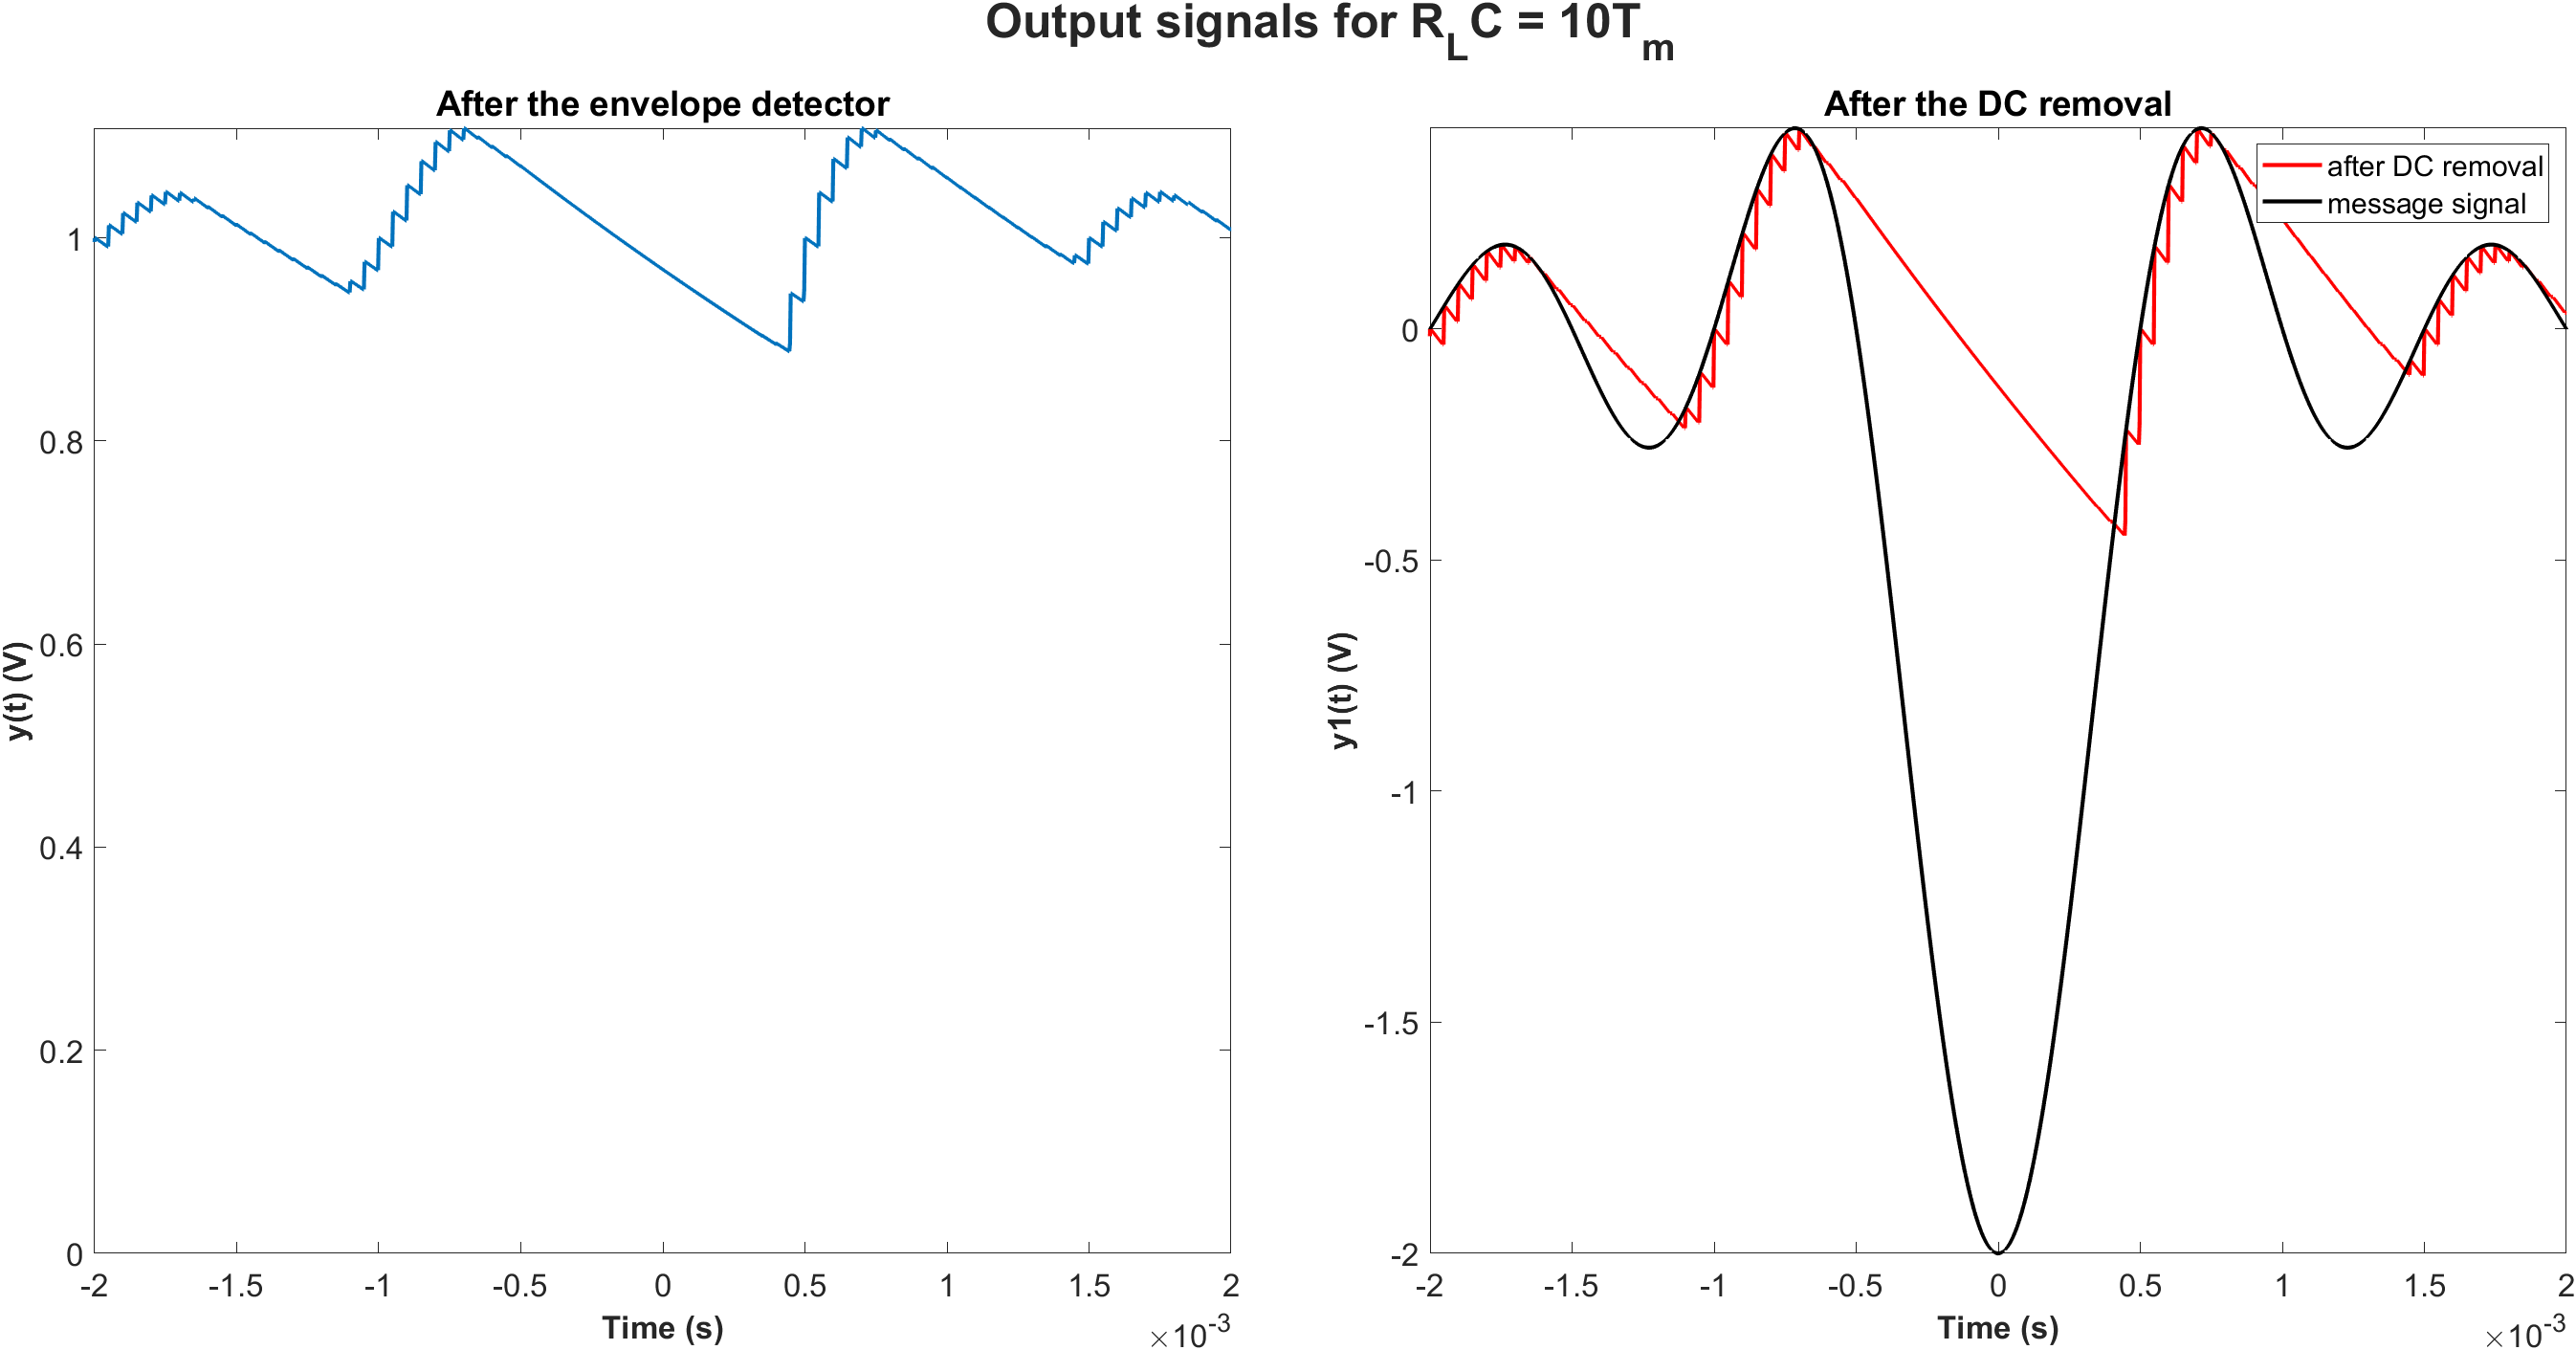 Output signals for R_L C = 10T_m
After the envelope detector
y(t) (V)
1
0.8
0.6
0.4
0.2
0
-2 -1.5 -1 -0.5 0 0.5 1 1.5 2
Time (s)
×10^-3
After the DC removal
after DC removal
message signal
y1(t) (V)
0
-0.5
-1
-1.5
-2
-2 -1.5 -1 -0.5 0 0.5 1 1.5 2
Time (s)
×10^-3